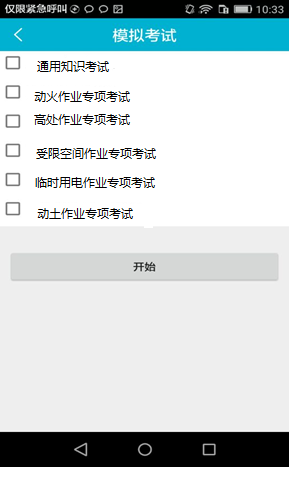 仅限紧急呼叫 10:33
模拟考试
通用知识考试
动火作业专项考试
高处作业专项考试
受限空间作业专项考试
临时用电作业专项考试
动土作业专项考试
开始